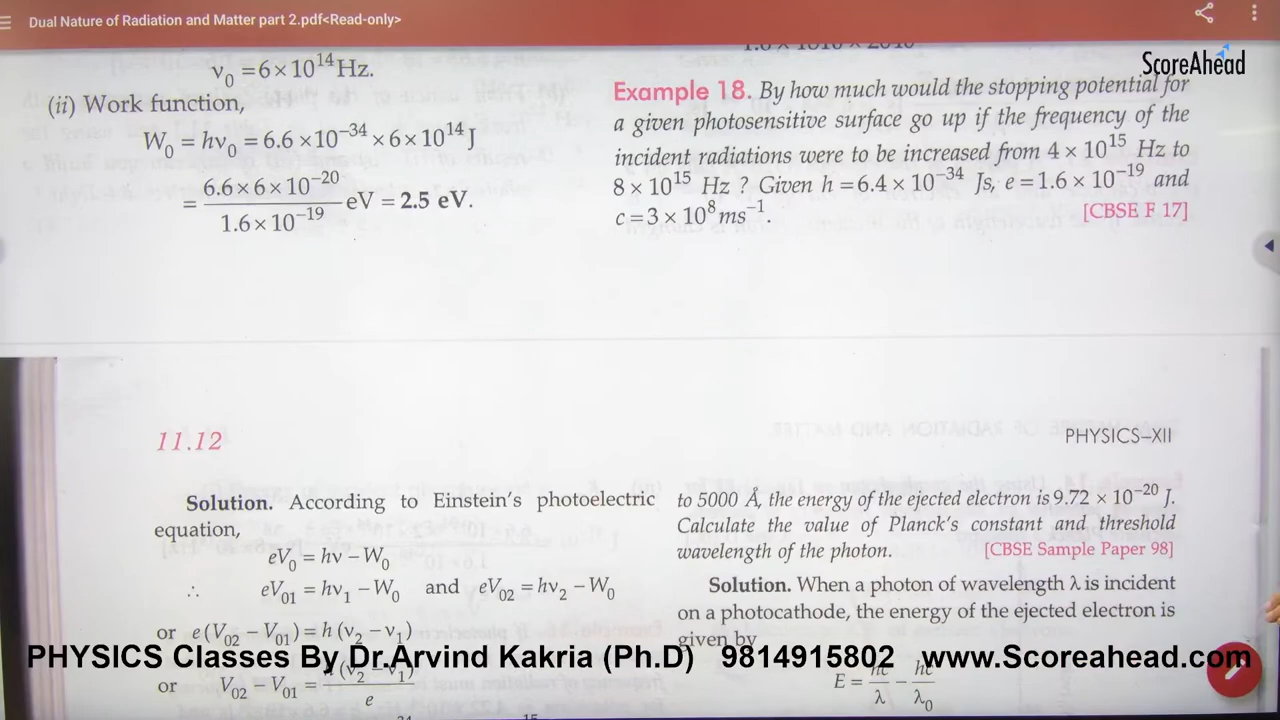 Dual Nature of Radiation and Matter part 2.pdf<Read-only>
ScoreAhead
ν₀ = 6 × 10¹⁴ Hz.
(ii) Work function,
W₀ = hν₀ = 6.6 × 10⁻³⁴ × 6 × 10¹⁴ J
= 6.6 × 6 × 10⁻²⁰ / 1.6 × 10⁻¹⁹ eV = 2.5 eV.
Example 18. By how much would the stopping potential for
a given photosensitive surface go up if the frequency of the
incident radiations were to be increased from 4 × 10¹⁵ Hz to
8 × 10¹⁵ Hz ? Given h = 6.4 × 10⁻³⁴ Js, e = 1.6 × 10⁻¹⁹ and
c = 3 × 10⁸ ms⁻¹. [CBSE F 17]
11.12
PHYSICS–XII
Solution. According to Einstein's photoelectric
equation,
eV₀ = hν – W₀
∴ eV₀₁ = hν₁ – W₀ and eV₀₂ = hν₂ – W₀
or e(V₀₂ – V₀₁) = h(ν₂ – ν₁)
or V₀₂ – V₀₁ = h(ν₂ – ν₁) / e
to 5000 Å, the energy of the ejected electron is 9.72 × 10⁻²⁰ J.
Calculate the value of Planck's constant and threshold
wavelength of the photon. [CBSE Sample Paper 98]
Solution. When a photon of wavelength λ is incident
on a photocathode, the energy of the ejected electron is
given by
E = hc / λ – hc / λ₀
PHYSICS Classes By Dr.Arvind Kakria (Ph.D) 9814915802 www.Scoreahead.com